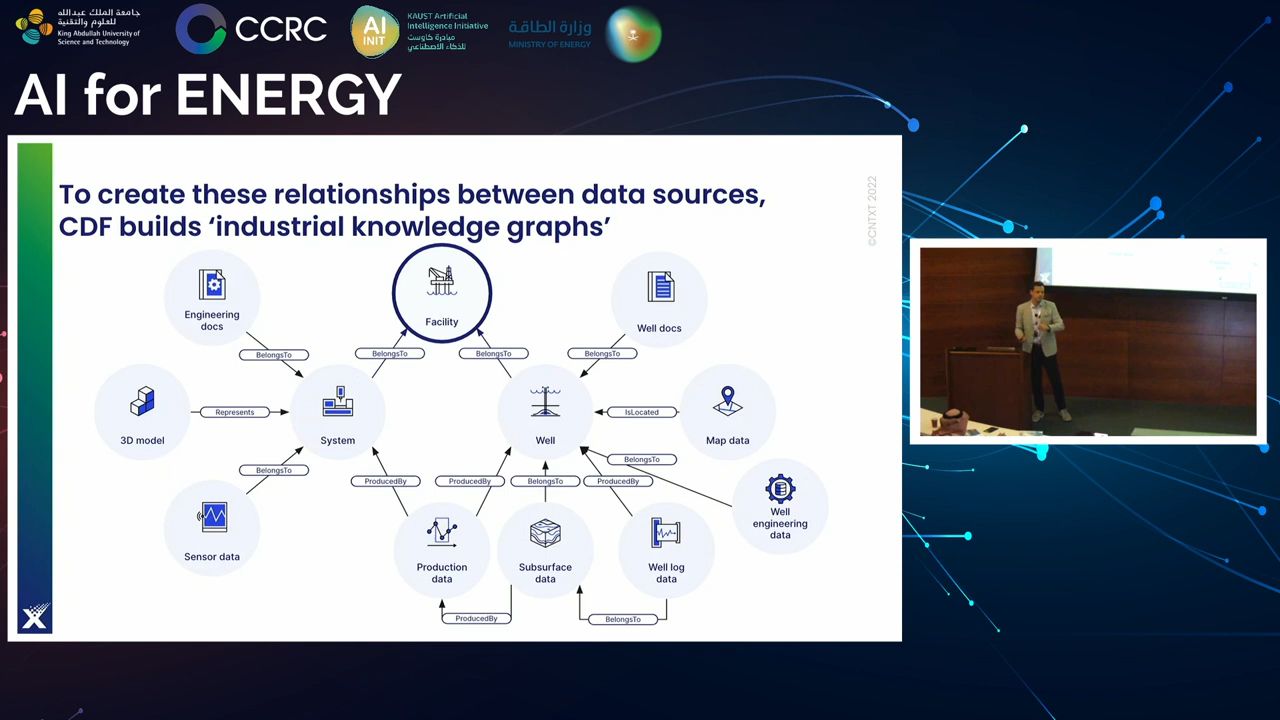 جامعة الملك عبدالله
للعلوم والتقنية
King Abdullah University of
Science and Technology
CCRC
AI
INIT
KAUST Artificial
Intelligence Initiative
مبادرة كاوست
للذكاء الاصطناعي
وزارة الطاقة
MINISTRY OF ENERGY
AI for ENERGY
To create these relationships between data sources,
CDF builds ‘industrial knowledge graphs’
©CNTXT 2022
Engineering
docs
Facility
Well docs
BelongsTo
BelongsTo
BelongsTo
BelongsTo
3D model
Represents
System
Well
IsLocated
Map data
BelongsTo
BelongsTo
ProducedBy
ProducedBy
BelongsTo
ProducedBy
Sensor data
Production
data
Subsurface
data
Well log
data
Well
engineering
data
ProducedBy
BelongsTo